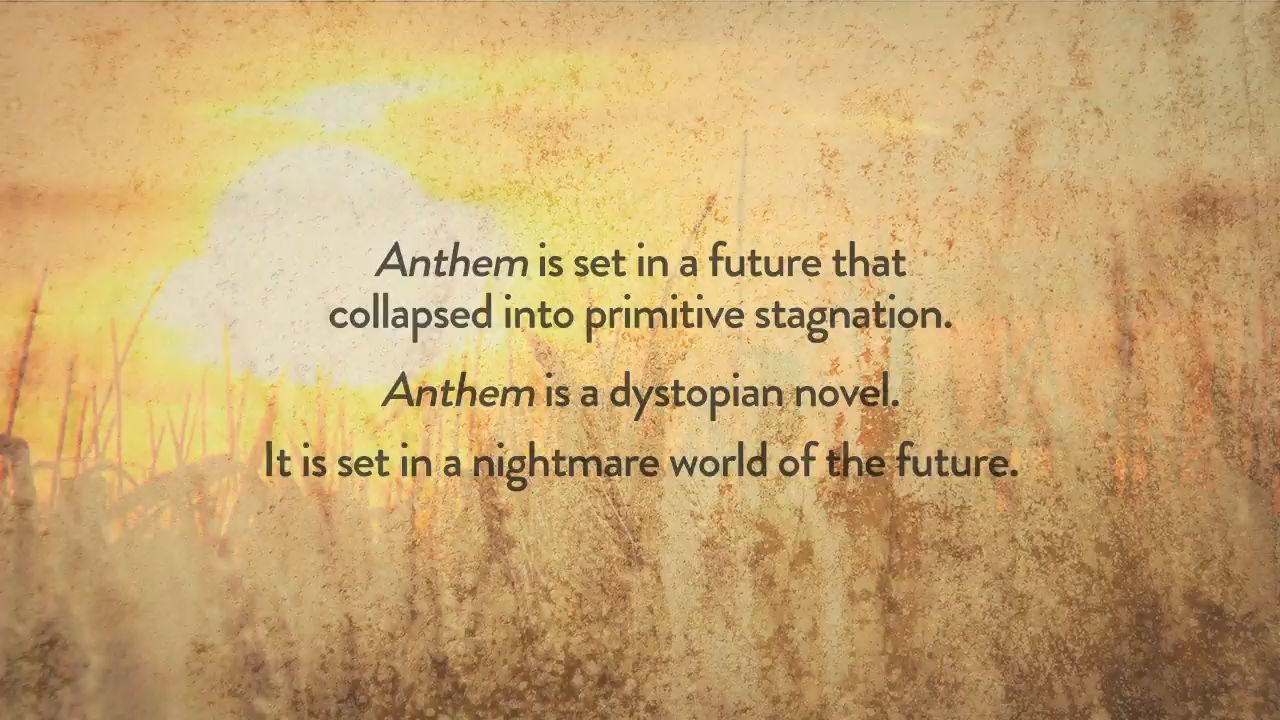 Anthem is set in a future that
collapsed into primitive stagnation.
Anthem is a dystopian novel.
It is set in a nightmare world of the future.